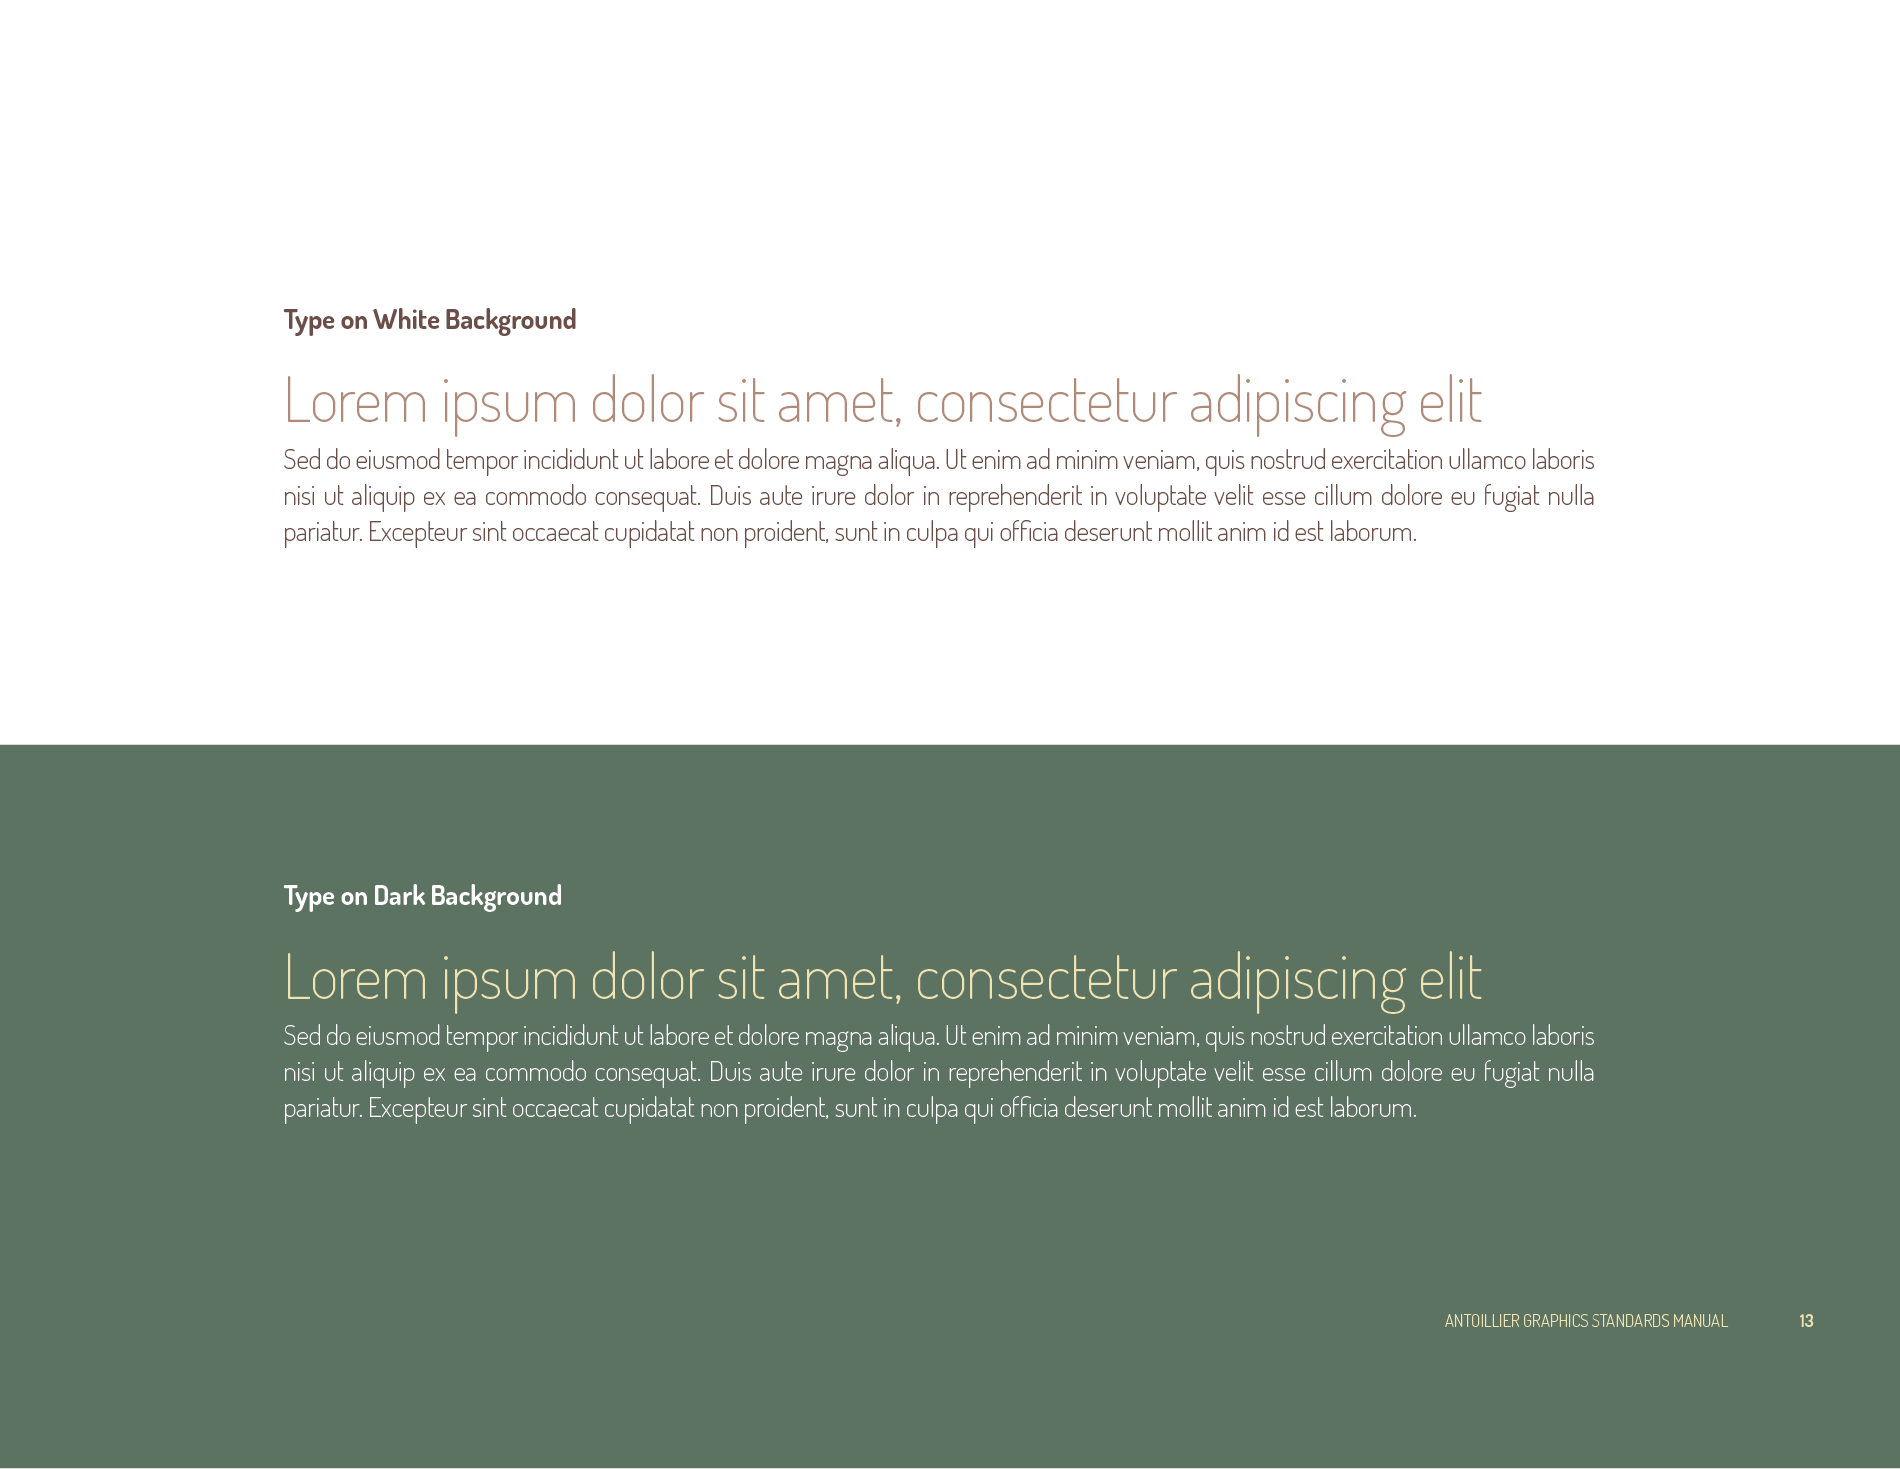 Type on White Background
Lorem ipsum dolor sit amet, consectetur adipiscing elit
Sed do eiusmod tempor incididunt ut labore et dolore magna aliqua. Ut enim ad minim veniam, quis nostrud exercitation ullamco laboris
nisi ut aliquip ex ea commodo consequat. Duis aute irure dolor in reprehenderit in voluptate velit esse cillum dolore eu fugiat nulla
pariatur. Excepteur sint occaecat cupidatat non proident, sunt in culpa qui officia deserunt mollit anim id est laborum.
Type on Dark Background
Lorem ipsum dolor sit amet, consectetur adipiscing elit
Sed do eiusmod tempor incididunt ut labore et dolore magna aliqua. Ut enim ad minim veniam, quis nostrud exercitation ullamco laboris
nisi ut aliquip ex ea commodo consequat. Duis aute irure dolor in reprehenderit in voluptate velit esse cillum dolore eu fugiat nulla
pariatur. Excepteur sint occaecat cupidatat non proident, sunt in culpa qui officia deserunt mollit anim id est laborum.
ANTOILLIER GRAPHICS STANDARDS MANUAL 13